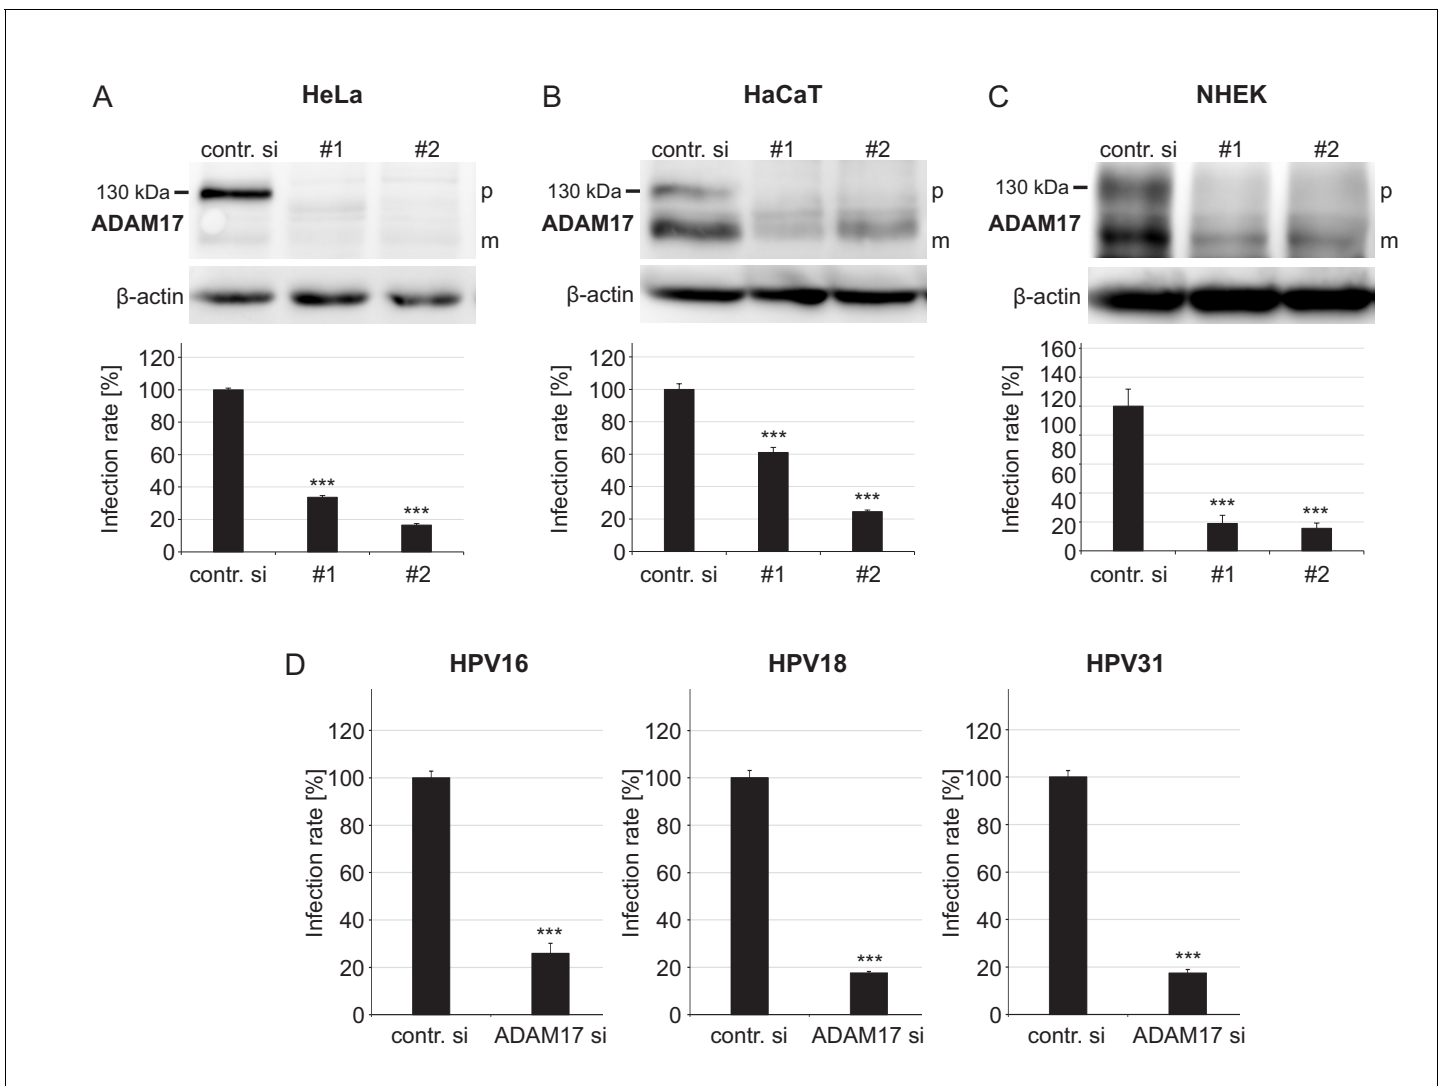 A
HeLa
contr. si #1 #2
130 kDa
p
ADAM17
m
β-actin
Infection rate [%]
120
100
80
60
40
20
0
***
***
contr. si #1 #2
B
HaCaT
contr. si #1 #2
130 kDa
p
ADAM17
m
β-actin
Infection rate [%]
120
100
80
60
40
20
0
***
***
contr. si #1 #2
C
NHEK
contr. si #1 #2
130 kDa
p
ADAM17
m
β-actin
Infection rate [%]
160
140
120
100
80
60
40
20
0
***
***
contr. si #1 #2
D
HPV16
Infection rate [%]
120
100
80
60
40
20
0
***
contr. si ADAM17 si
HPV18
Infection rate [%]
120
100
80
60
40
20
0
***
contr. si ADAM17 si
HPV31
Infection rate [%]
120
100
80
60
40
20
0
***
contr. si ADAM17 si